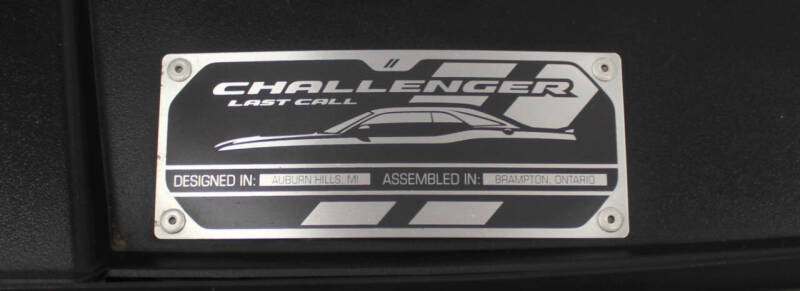 CHALLENGER
LAST CALL
DESIGNED IN: AUBURN HILLS, MI ASSEMBLED IN: BRAMPTON, ONTARIO